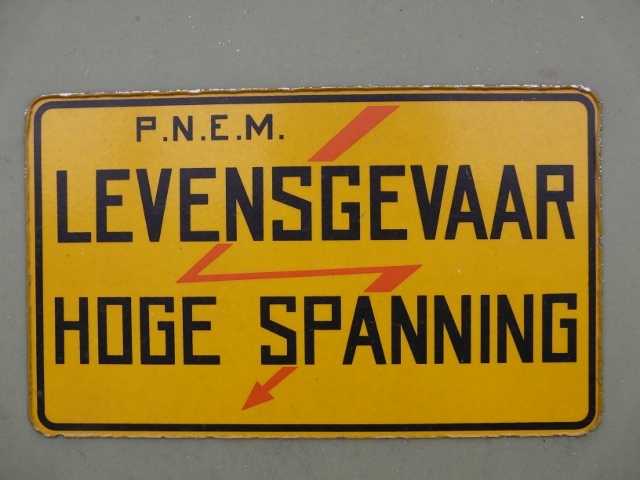 P.N.E.M.
LEVENSGEVAAR
HOGE SPANNING